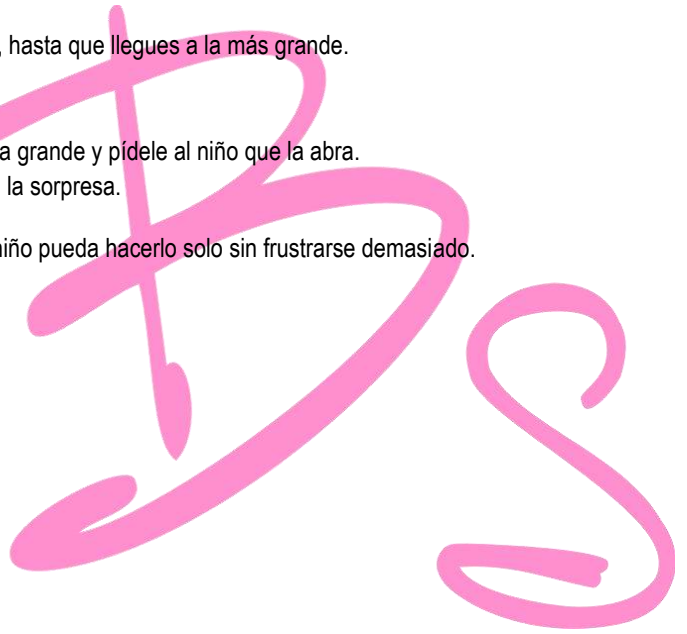 , hasta que llegues a la más grande.
a grande y pídele al niño que la abra.
la sorpresa.
niño pueda hacerlo solo sin frustrarse demasiado.
BS